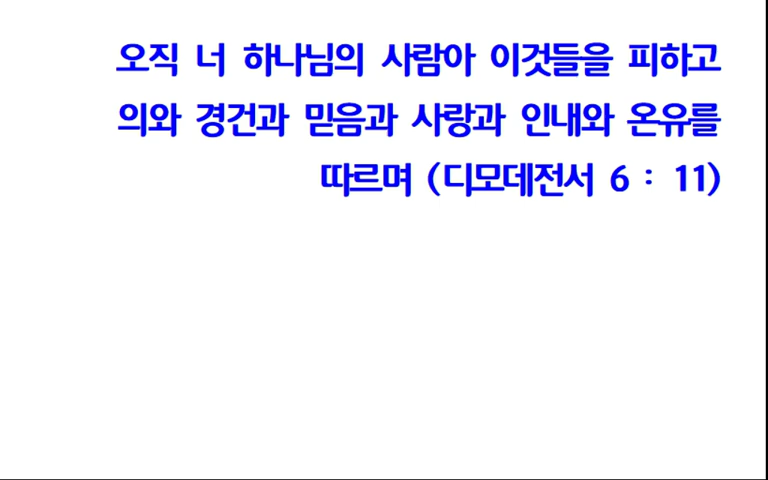 오직 너 하나님의 사람아 이것들을 피하고
의와 경건과 믿음과 사랑과 인내와 온유를
따르며 (디모데전서 6 : 11)